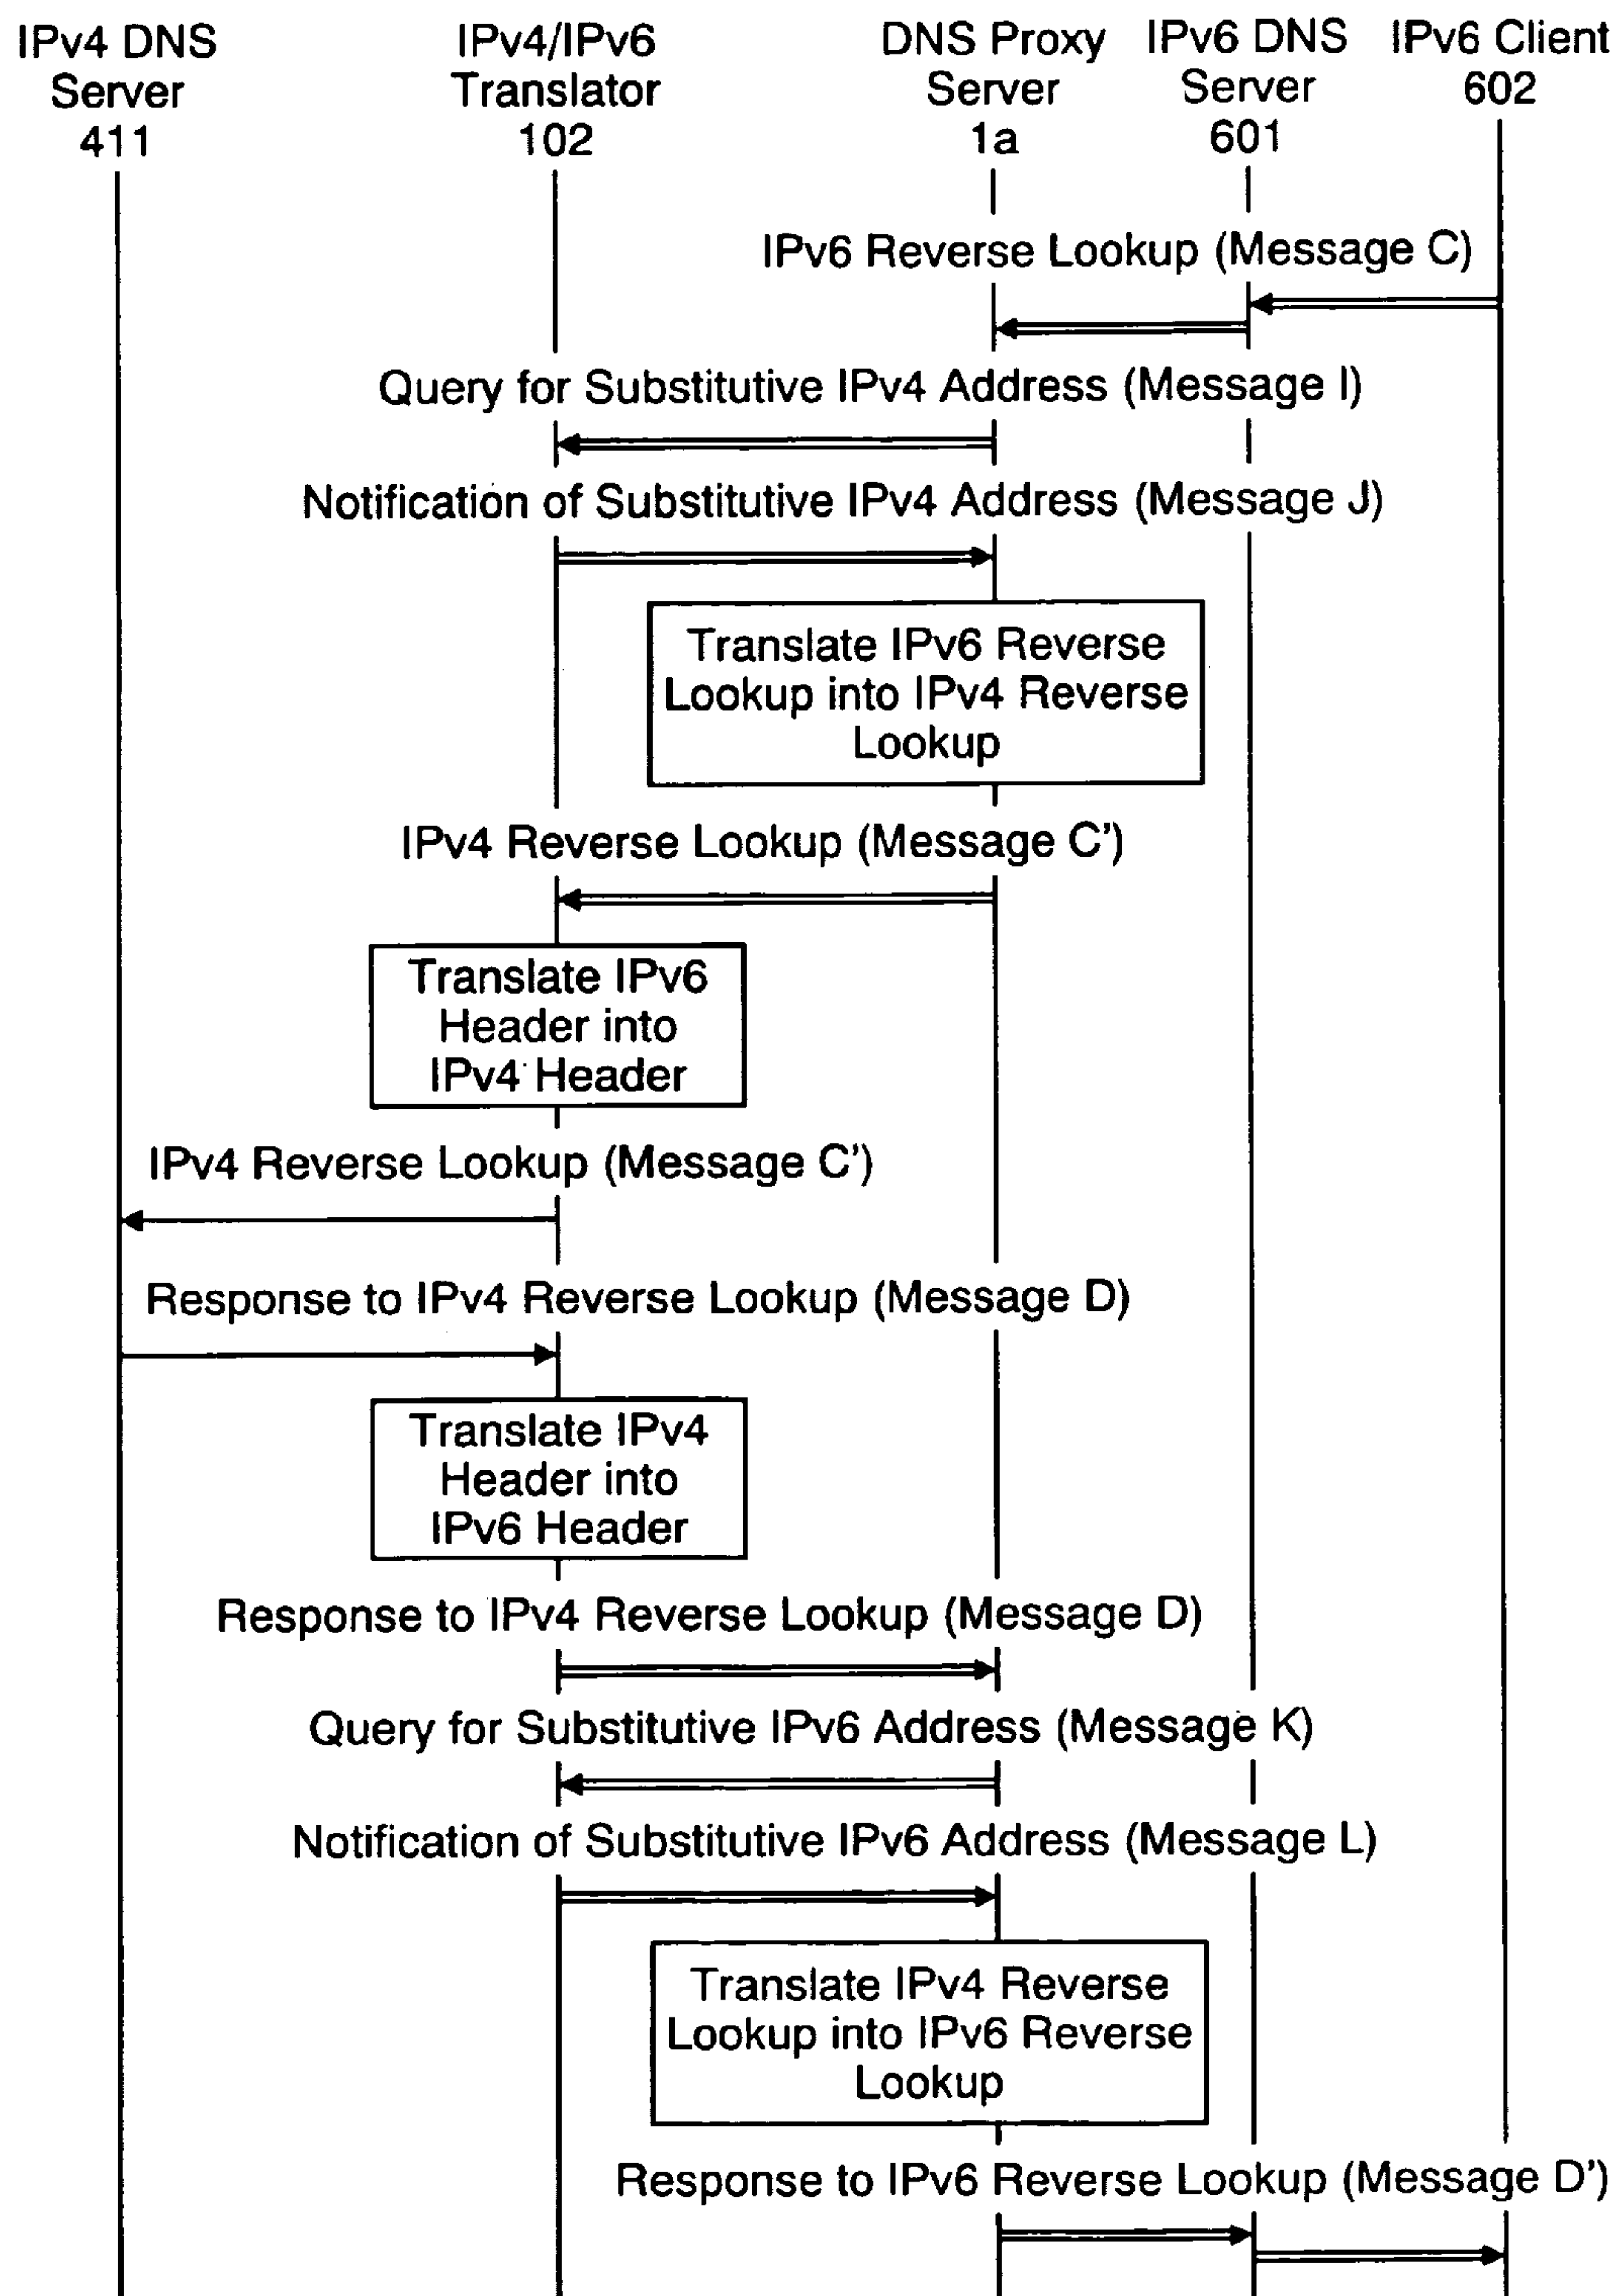 IPv4 DNS
Server
411
IPv4/IPv6
Translator
102
DNS Proxy
Server
1a
IPv6 DNS
Server
601
IPv6 Client
602
IPv6 Reverse Lookup (Message C)
Query for Substitutive IPv4 Address (Message I)
Notification of Substitutive IPv4 Address (Message J)
Translate IPv6 Reverse
Lookup into IPv4 Reverse
Lookup
IPv4 Reverse Lookup (Message C')
Translate IPv6
Header into
IPv4 Header
IPv4 Reverse Lookup (Message C')
Response to IPv4 Reverse Lookup (Message D)
Translate IPv4
Header into
IPv6 Header
Response to IPv4 Reverse Lookup (Message D)
Query for Substitutive IPv6 Address (Message K)
Notification of Substitutive IPv6 Address (Message L)
Translate IPv4 Reverse
Lookup into IPv6 Reverse
Lookup
Response to IPv6 Reverse Lookup (Message D')